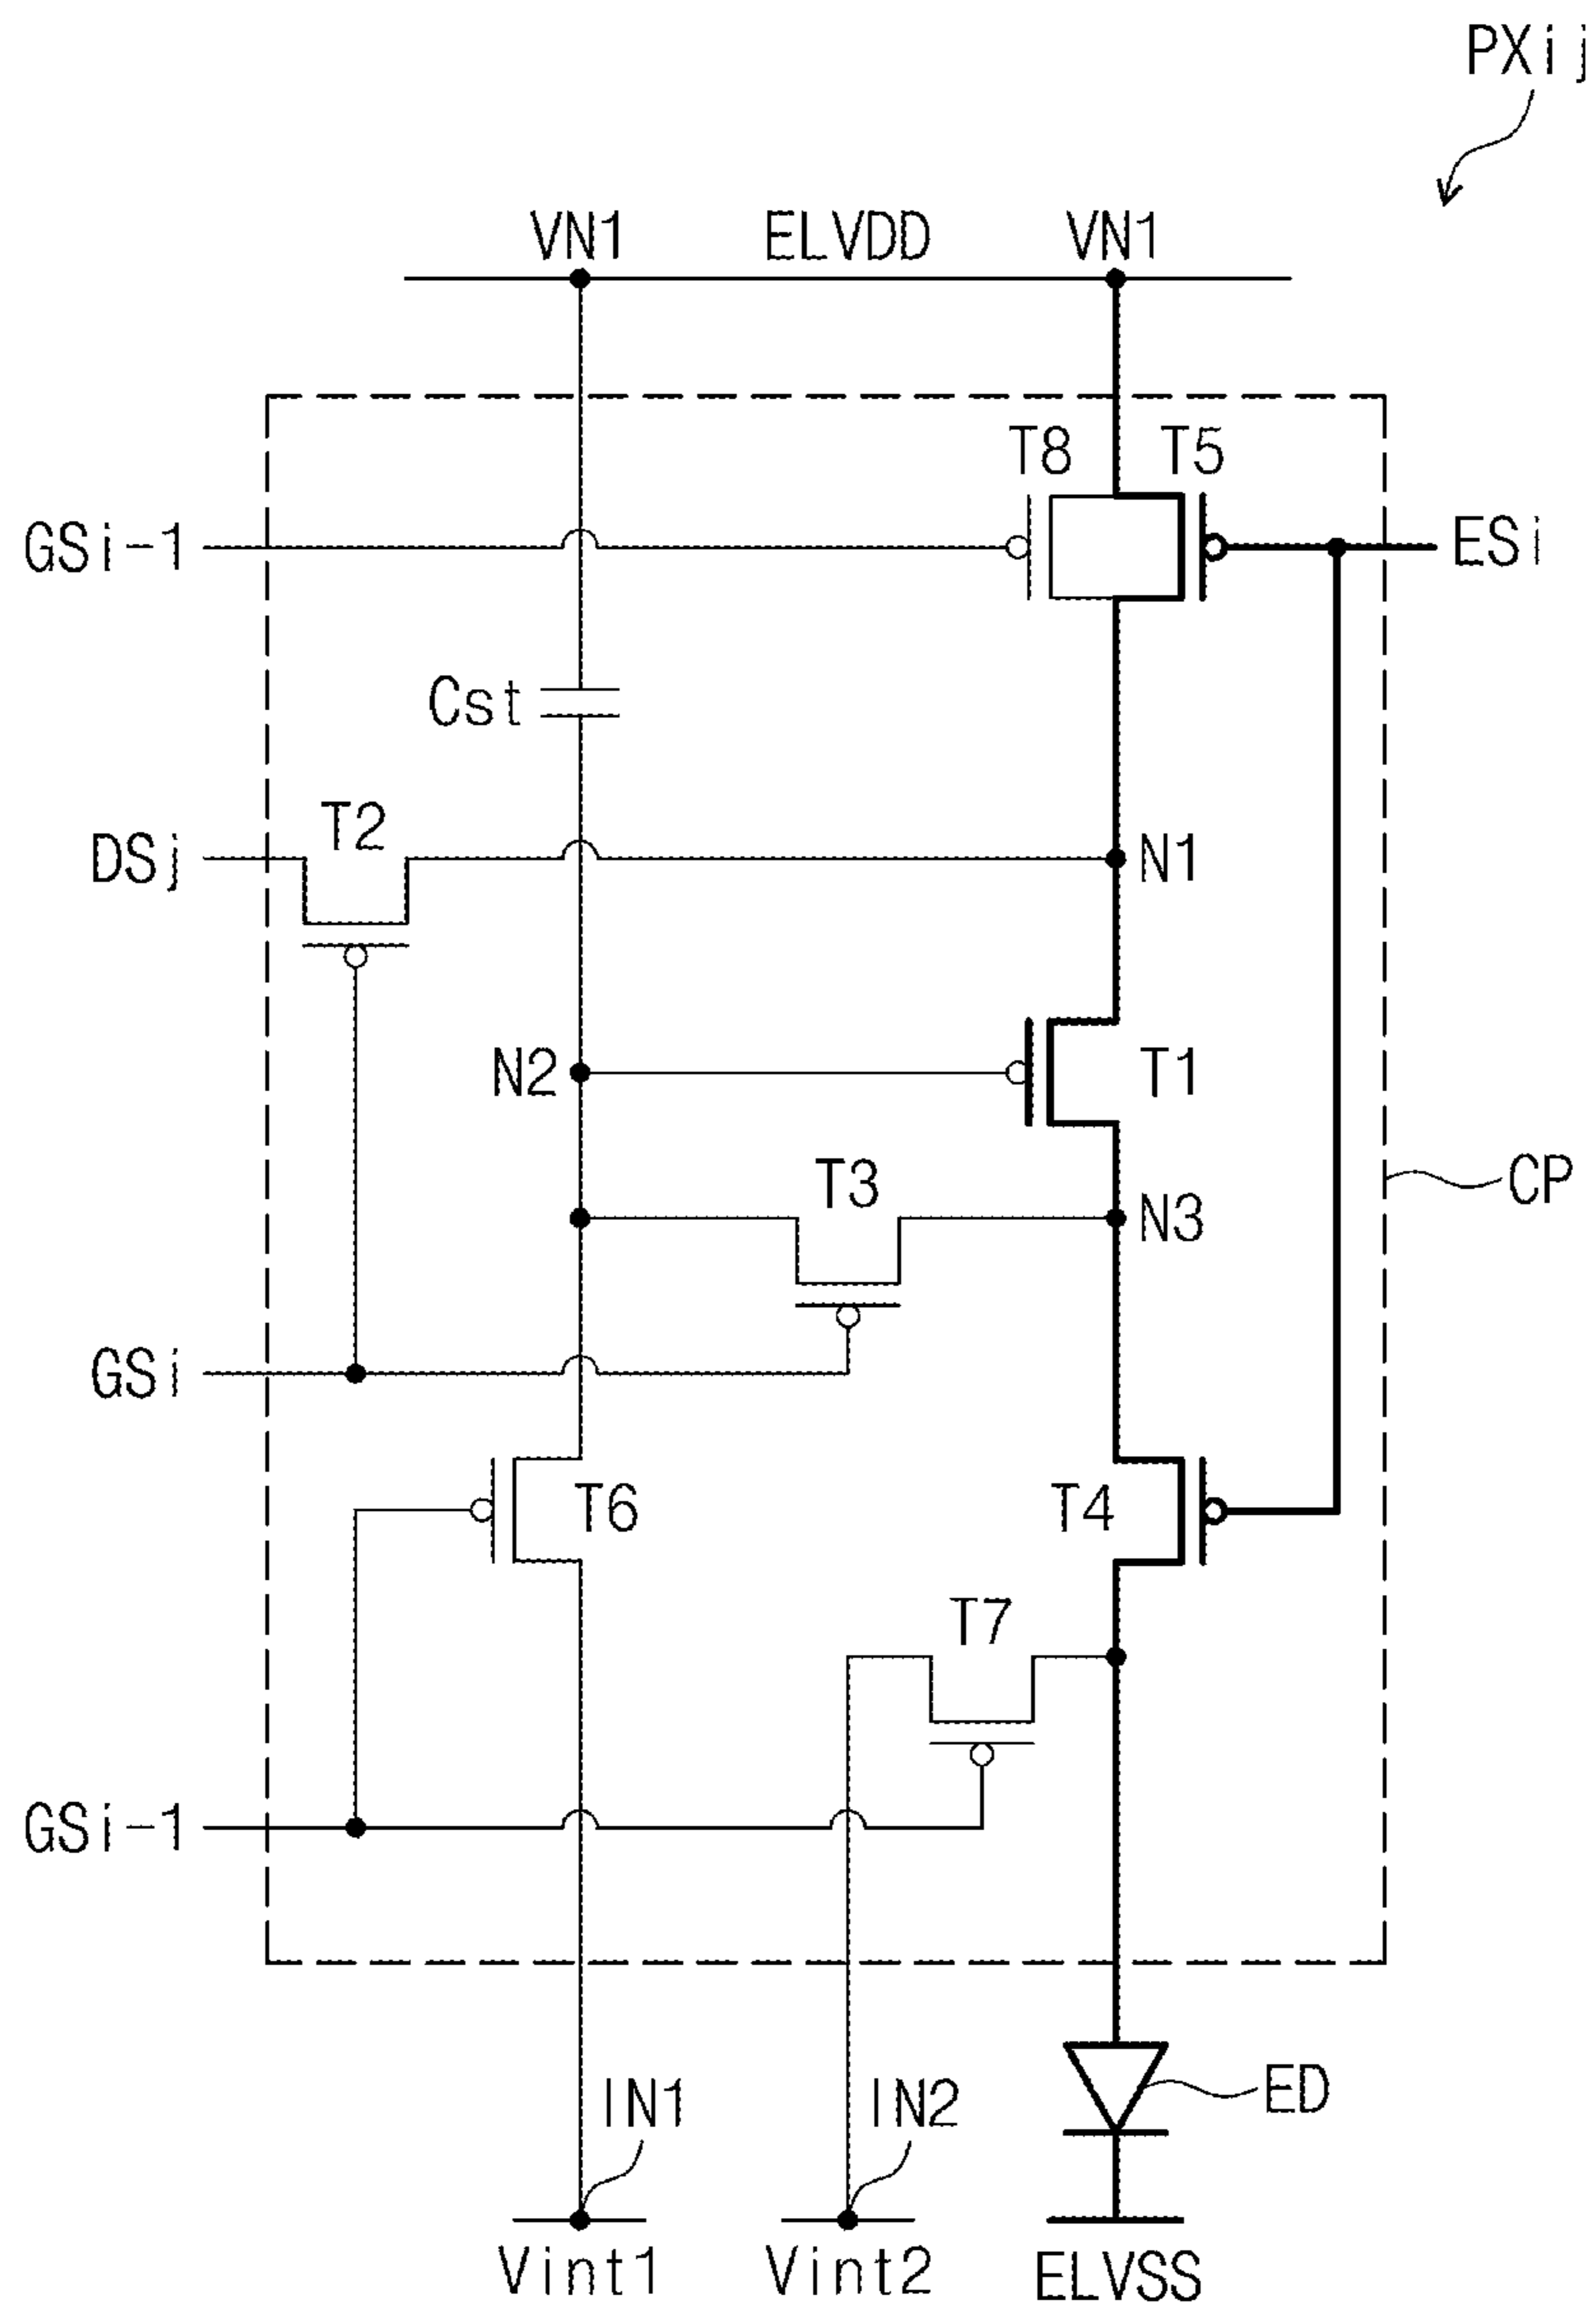 PXij
VN1 ELVDD VN1
T8 T5
GSi-1 ESi
Cst
T2
DSj N1
N2 T1
T3
CP
N3
GSi
T6 T4
T7
GSi-1
IN1 IN2 ED
Vint1 Vint2 ELVSS